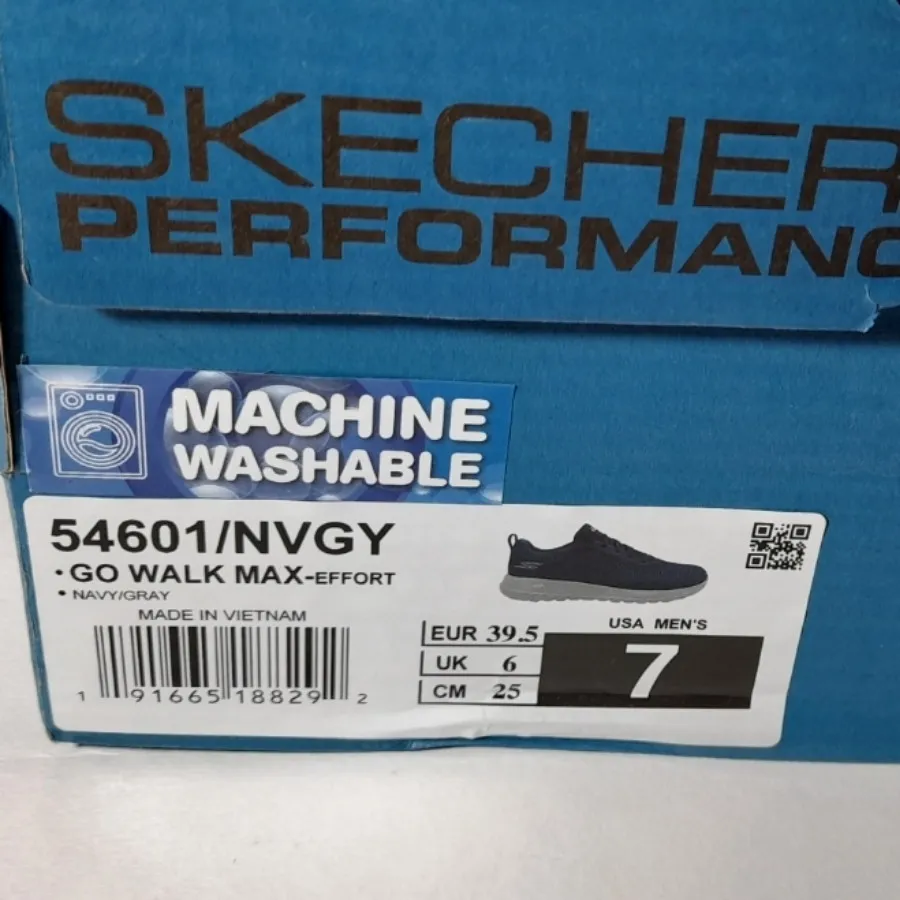 SKECHER
PERFORMANC
MACHINE
WASHABLE
54601/NVGY
•GO WALK MAX-EFFORT
• NAVY/GRAY
MADE IN VIETNAM
1 91665 18829 2
EUR 39.5
UK 6
CM 25
USA MEN'S
7